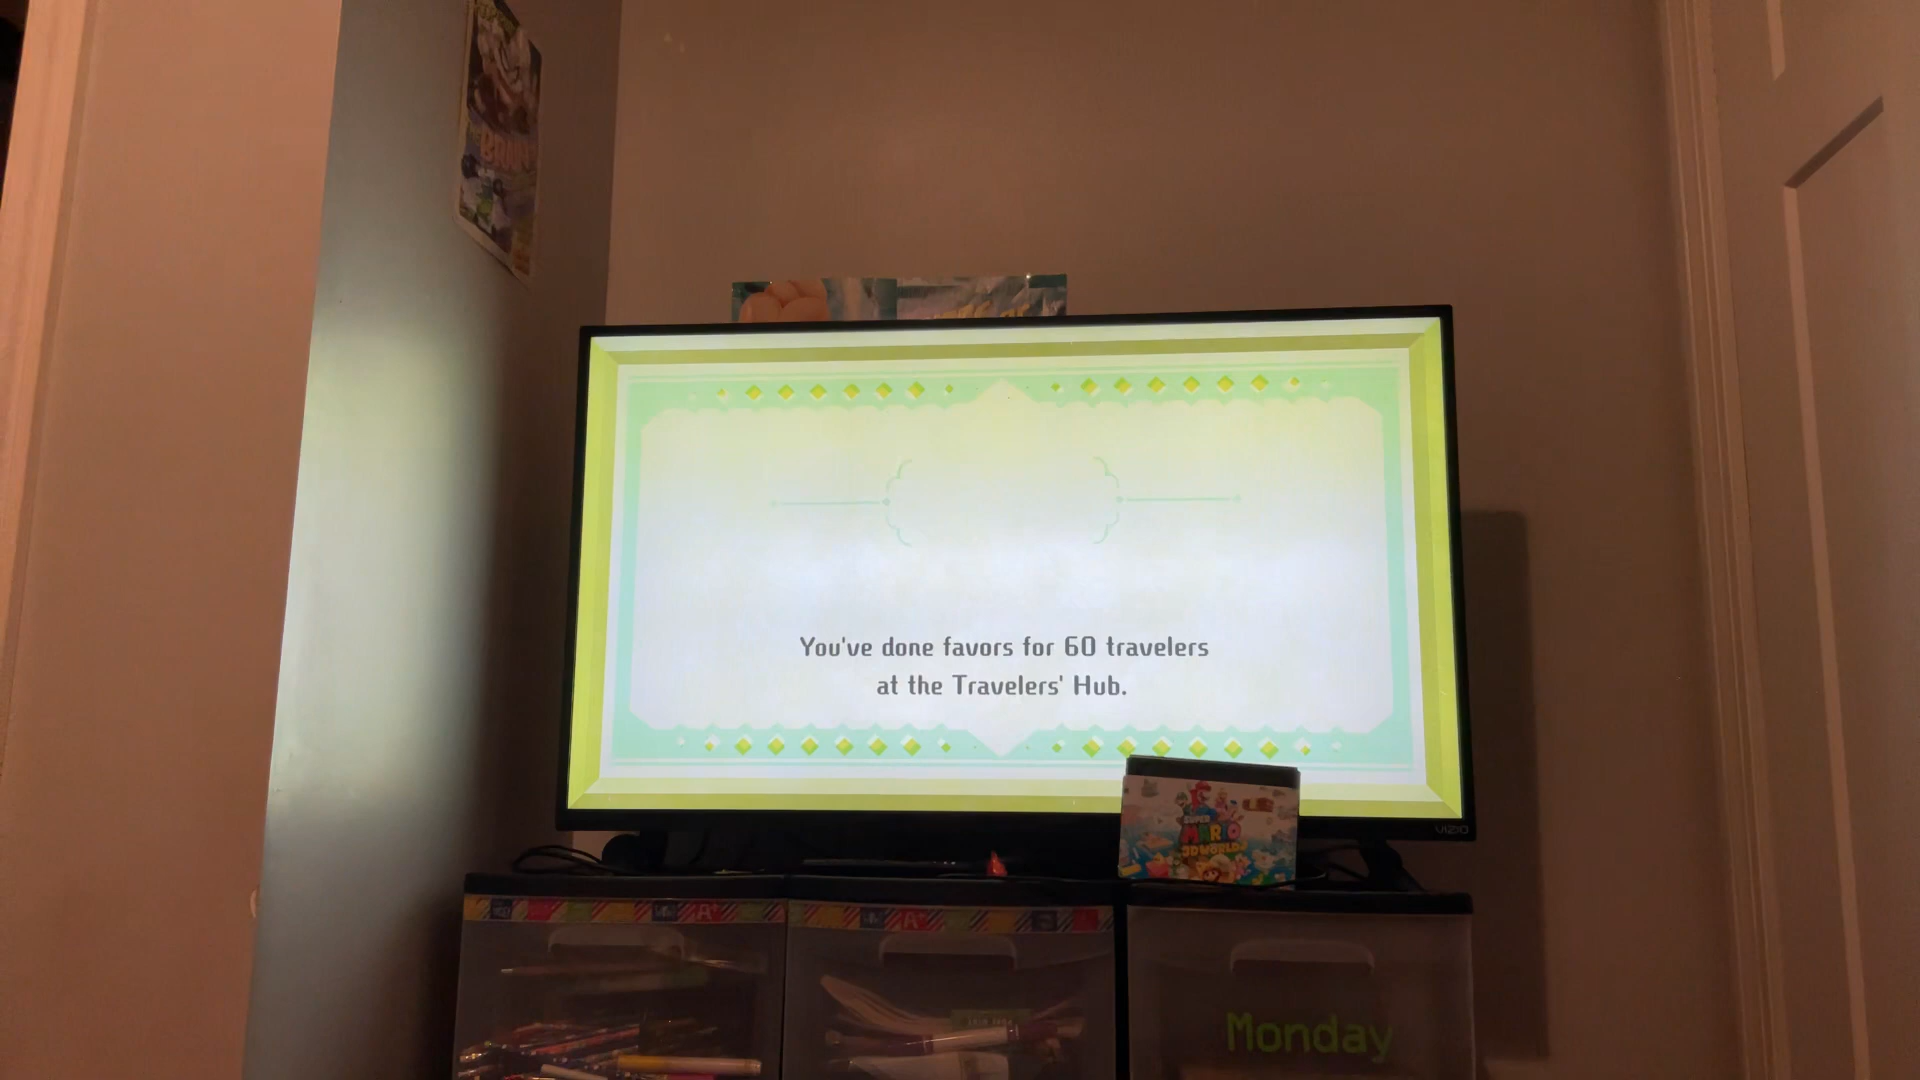 You've done favors for 60 travelers
at the Travelers' Hub.
VIZIO
SUPER
MARIO
3D WORLD
A+
A+
Monday